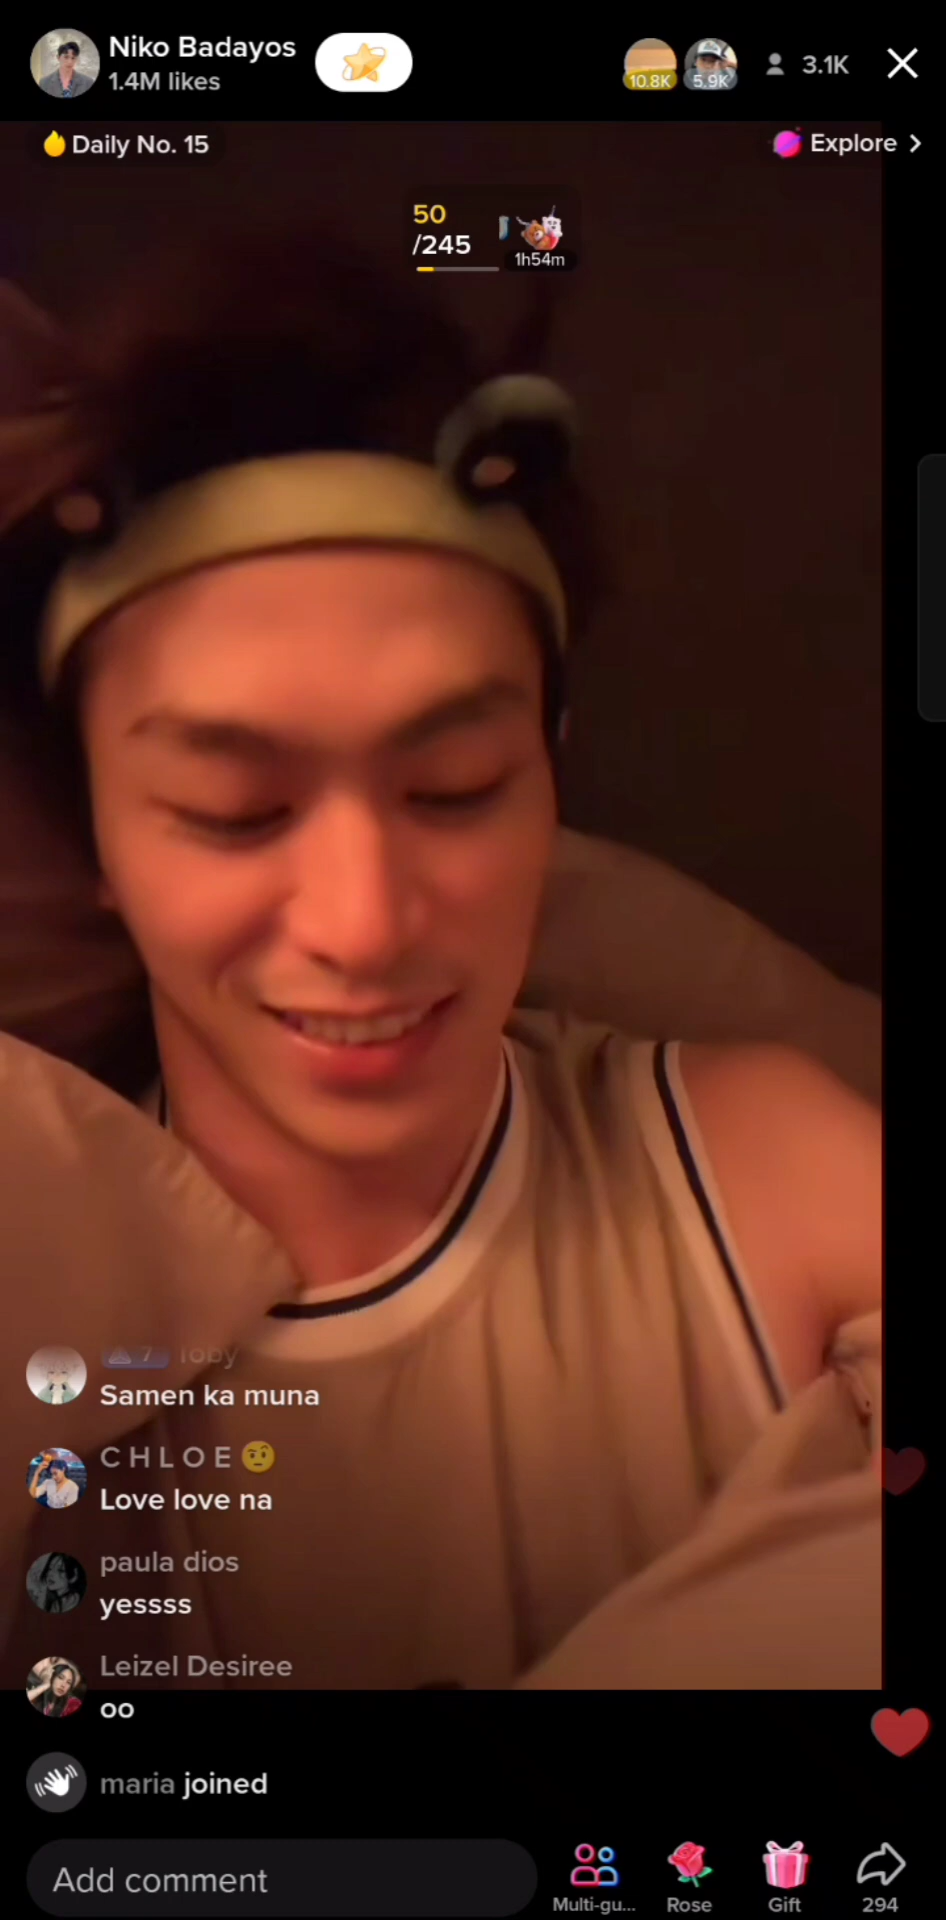 Niko Badayos
1.4M likes
10.8K
5.9K
3.1K
Daily No. 15
Explore
50
/245
1h54m
7 Toby
Samen ka muna
C H L O E
Love love na
paula dios
yessss
Leizel Desiree
oo
maria joined
Add comment
Multi-gu...
Rose
Gift
294